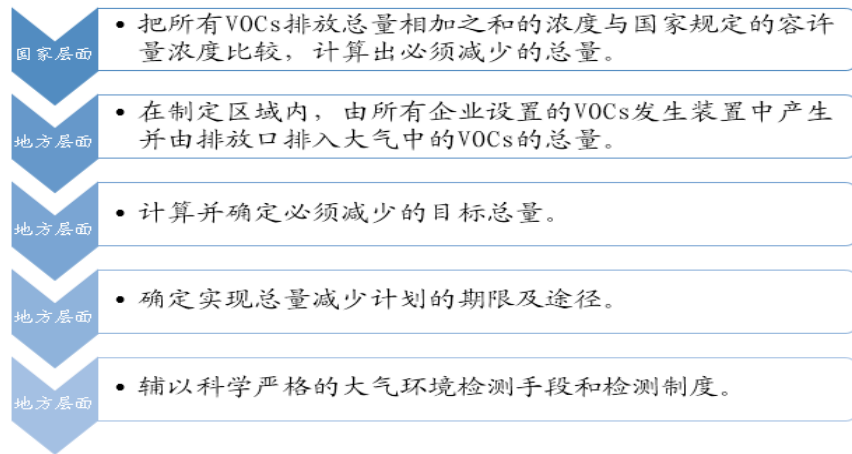 国家层面
• 把所有VOCs排放总量相加之和的浓度与国家规定的容许
量浓度比较，计算出必须减少的总量。
地方层面
• 在制定区域内，由所有企业设置的VOCs发生装置中产生
并由排放口排入大气中的VOCs的总量。
地方层面
• 计算并确定必须减少的目标总量。
地方层面
• 确定实现总量减少计划的期限及途径。
地方层面
• 辅以科学严格的大气环境检测手段和检测制度。